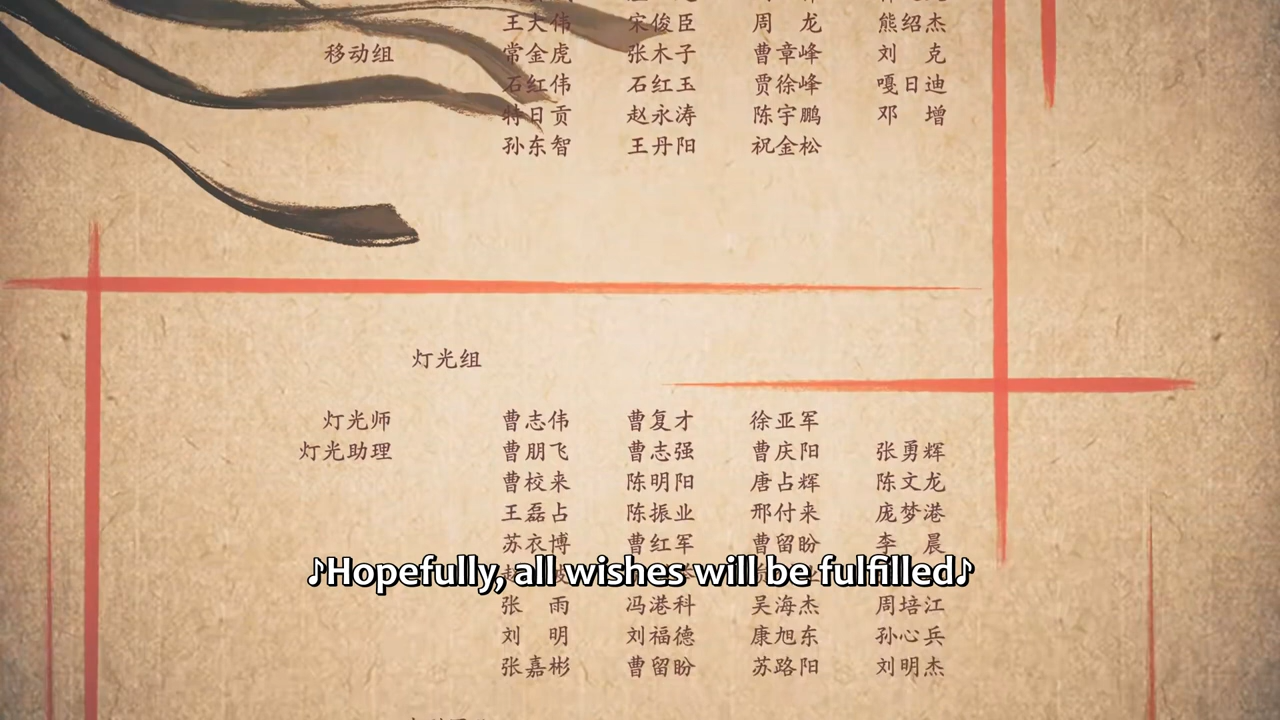 王大伟 宋俊臣 周 龙 熊绍杰
移动组 常金虎 张木子 曹章峰 刘 克
石红伟 石红玉 贾徐峰 嘎日迪
特日贡 赵永涛 陈宇鹏 邓 增
孙东智 王丹阳 祝金松
灯光组
灯光师 曹志伟 曹复才 徐亚军
灯光助理 曹朋飞 曹志强 曹庆阳 张勇辉
曹校来 陈明阳 唐占辉 陈文龙
王磊占 陈振业 邢付来 庞梦港
苏衣博 曹红军 曹留盼 李 晨
♪Hopefully, all wishes will be fulfilled♪
张 雨 冯港科 吴海杰 周培江
刘 明 刘福德 康旭东 孙心兵
张嘉彬 曹留盼 苏路阳 刘明杰